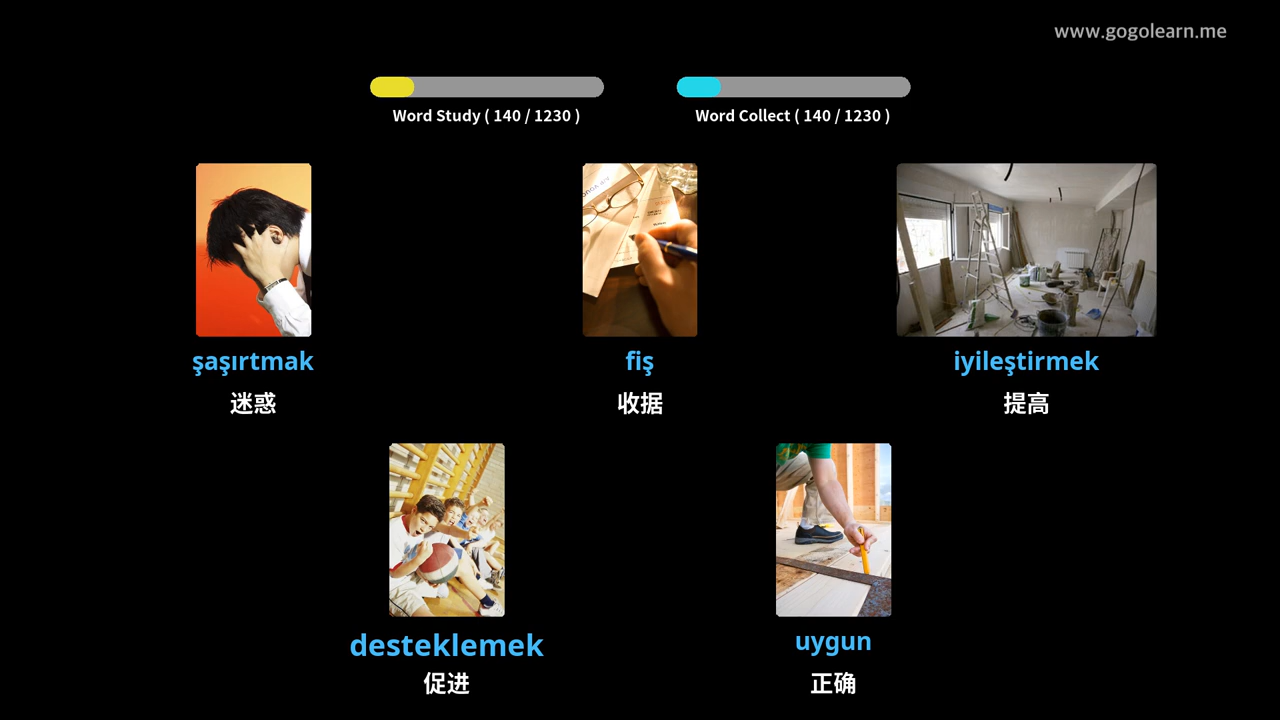 www.gogolearn.me
Word Study ( 140 / 1230 )
Word Collect ( 140 / 1230 )
şaşırtmak
迷惑
fiş
收据
iyileştirmek
提高
desteklemek
促进
uygun
正确